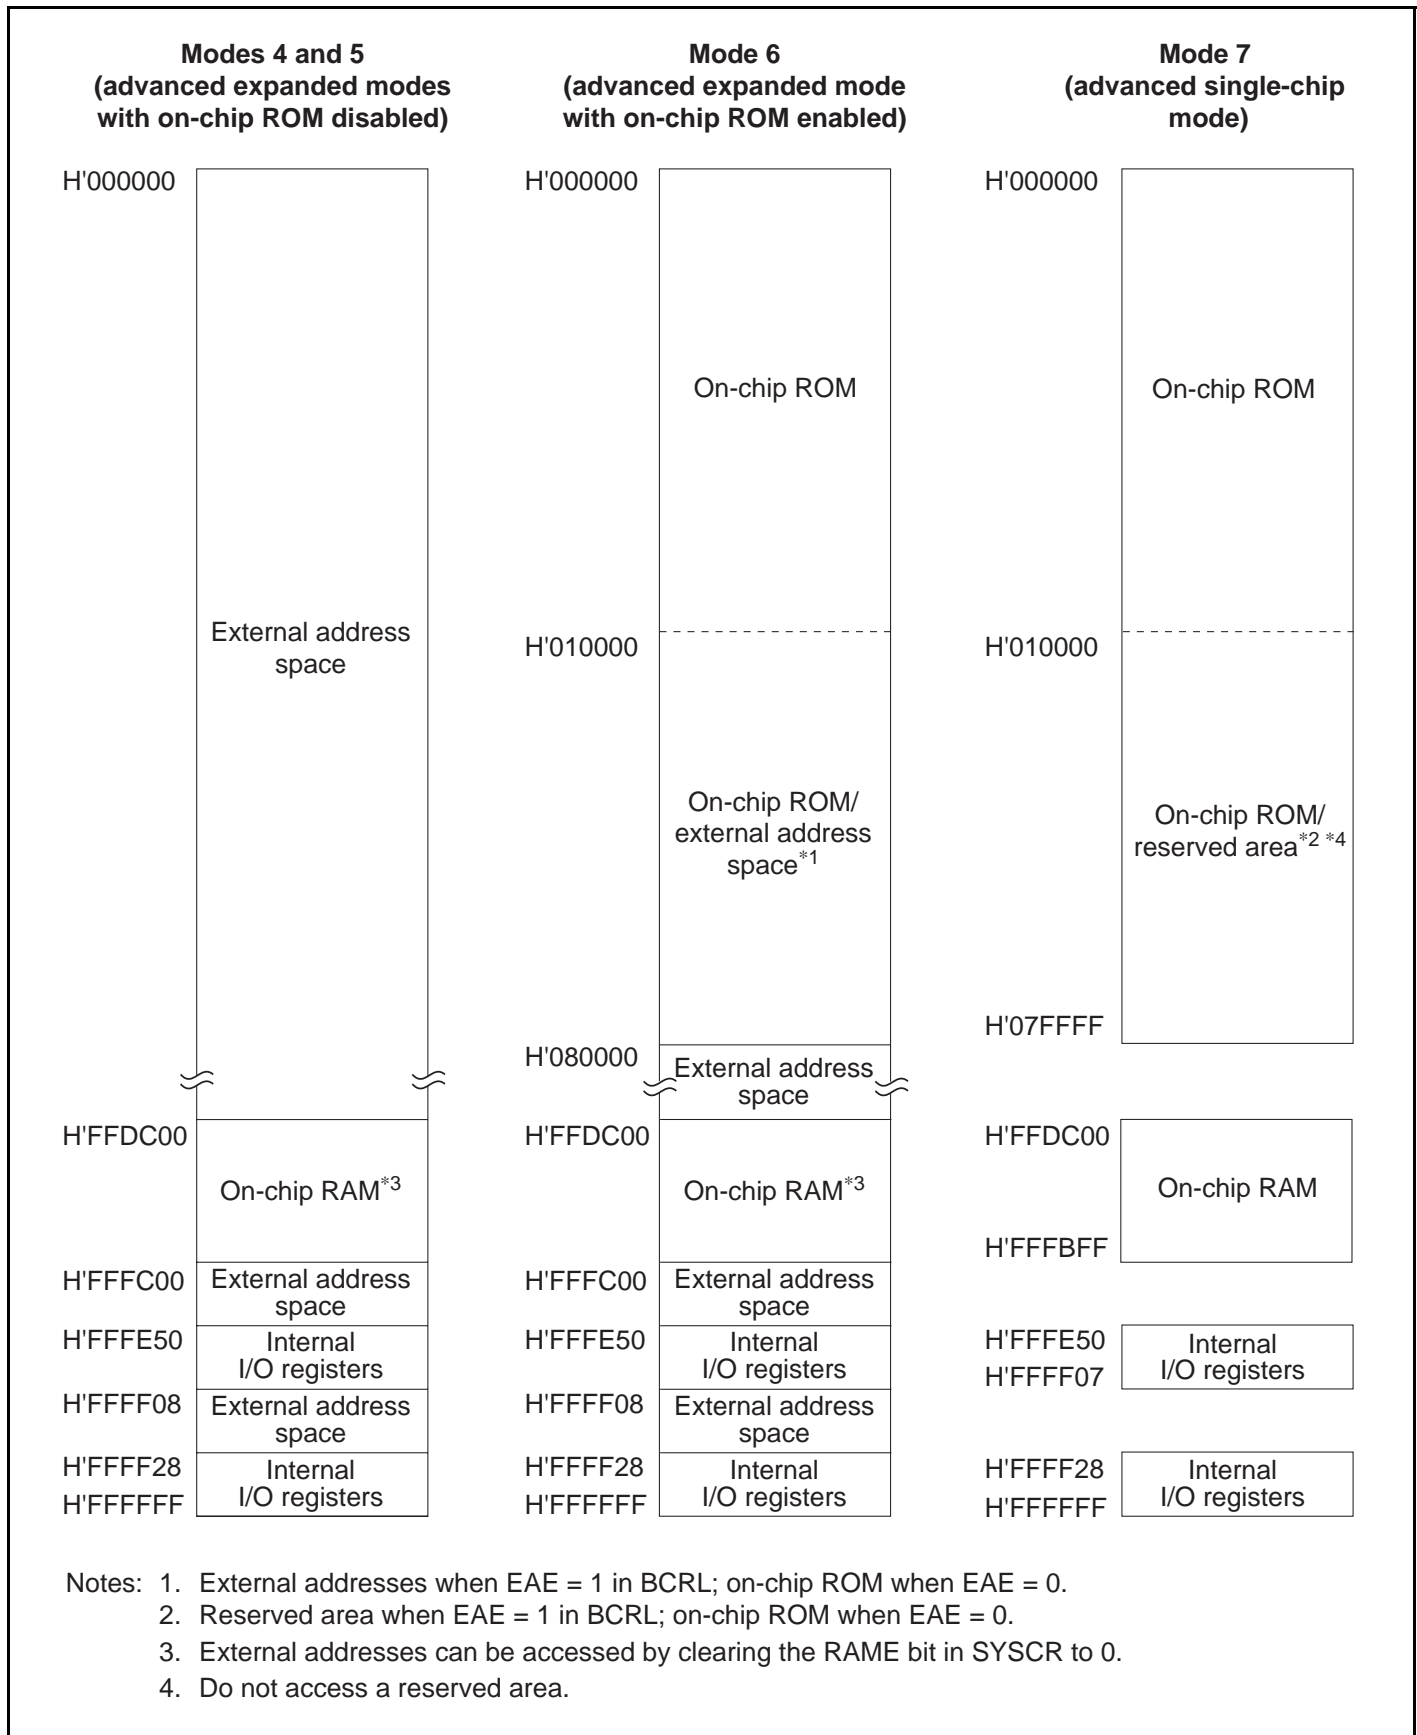 Modes 4 and 5
(advanced expanded modes
with on-chip ROM disabled)
H'000000
External address
space
H'FFDC00
On-chip RAM*3
H'FFFC00
External address
space
H'FFFE50
Internal
I/O registers
H'FFFF08
External address
space
H'FFFF28
Internal
I/O registers
H'FFFFFF
Mode 6
(advanced expanded mode
with on-chip ROM enabled)
H'000000
On-chip ROM
H'010000
On-chip ROM/
external address
space*1
H'080000
External address
space
H'FFDC00
On-chip RAM*3
H'FFFC00
External address
space
H'FFFE50
Internal
I/O registers
H'FFFF08
External address
space
H'FFFF28
Internal
I/O registers
H'FFFFFF
Mode 7
(advanced single-chip
mode)
H'000000
On-chip ROM
H'010000
On-chip ROM/
reserved area*2 *4
H'07FFFF
H'FFDC00
On-chip RAM
H'FFFBFF
H'FFFE50
Internal
I/O registers
H'FFFF07
H'FFFF28
Internal
I/O registers
H'FFFFFF
Notes: 1. External addresses when EAE = 1 in BCRL; on-chip ROM when EAE = 0.
2. Reserved area when EAE = 1 in BCRL; on-chip ROM when EAE = 0.
3. External addresses can be accessed by clearing the RAME bit in SYSCR to 0.
4. Do not access a reserved area.